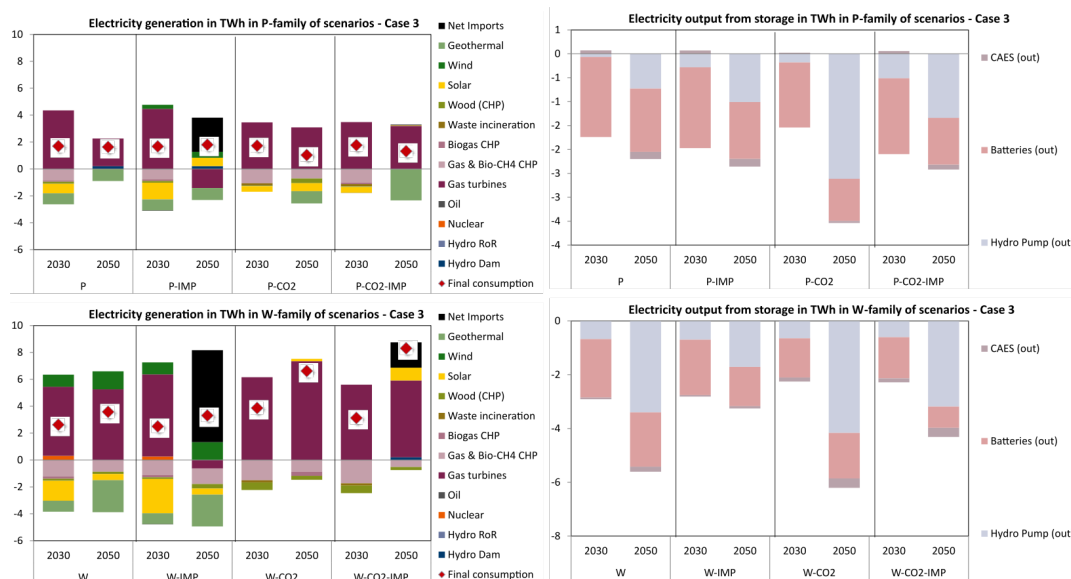 Electricity generation in TWh in P-family of scenarios - Case 3
10
8
6
4
2
0
-2
-4
-6
2030 2050 2030 2050 2030 2050 2030 2050
P P-IMP P-CO2 P-CO2-IMP
Net Imports
Geothermal
Wind
Solar
Wood (CHP)
Waste incineration
Biogas CHP
Gas & Bio-CH4 CHP
Gas turbines
Oil
Nuclear
Hydro RoR
Hydro Dam
Final consumption
Electricity output from storage in TWh in P-family of scenarios - Case 3
1
0
-1
-1
-2
-2
-3
-3
-4
-4
2030 2050 2030 2050 2030 2050 2030 2050
P P-IMP P-CO2 P-CO2-IMP
CAES (out)
Batteries (out)
Hydro Pump (out
Electricity generation in TWh in W-family of scenarios - Case 3
10
8
6
4
2
0
-2
-4
-6
2030 2050 2030 2050 2030 2050 2030 2050
W W-IMP W-CO2 W-CO2-IMP
Net Imports
Geothermal
Wind
Solar
Wood (CHP)
Waste incineration
Biogas CHP
Gas & Bio-CH4 CHP
Gas turbines
Oil
Nuclear
Hydro RoR
Hydro Dam
Final consumption
Electricity output from storage in TWh in W-family of scenarios - Case 3
0
-2
-4
-6
-8
2030 2050 2030 2050 2030 2050 2030 2050
W W-IMP W-CO2 W-CO2-IMP
CAES (out)
Batteries (out)
Hydro Pump (out